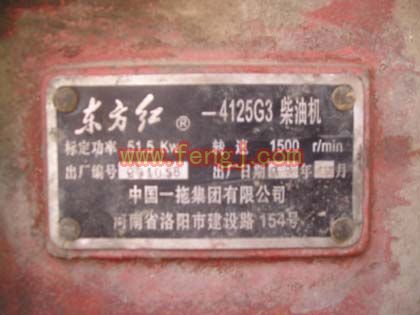 东方红 ® —4125G3 柴油机
标定功率 51.5 Kw 转速 1500 r/min
www.fengj.com
出厂编号 出厂日期 年 月
中国一拖集团有限公司
河南省洛阳市建设路 154号